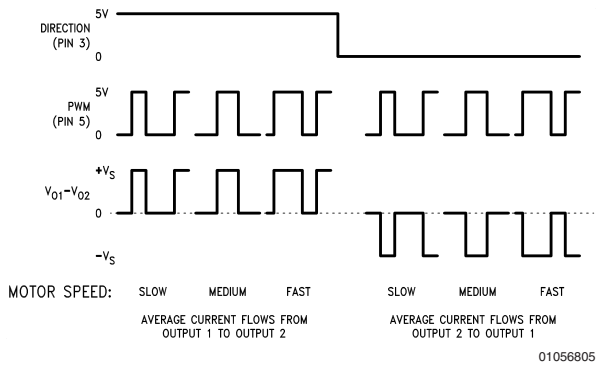 5V
DIRECTION
(PIN 3)
0
5V
PWM
(PIN 5)
0
+VS
VO1–VO2
0
–VS
MOTOR SPEED: SLOW MEDIUM FAST SLOW MEDIUM FAST
AVERAGE CURRENT FLOWS FROM
OUTPUT 1 TO OUTPUT 2
AVERAGE CURRENT FLOWS FROM
OUTPUT 2 TO OUTPUT 1
01056805